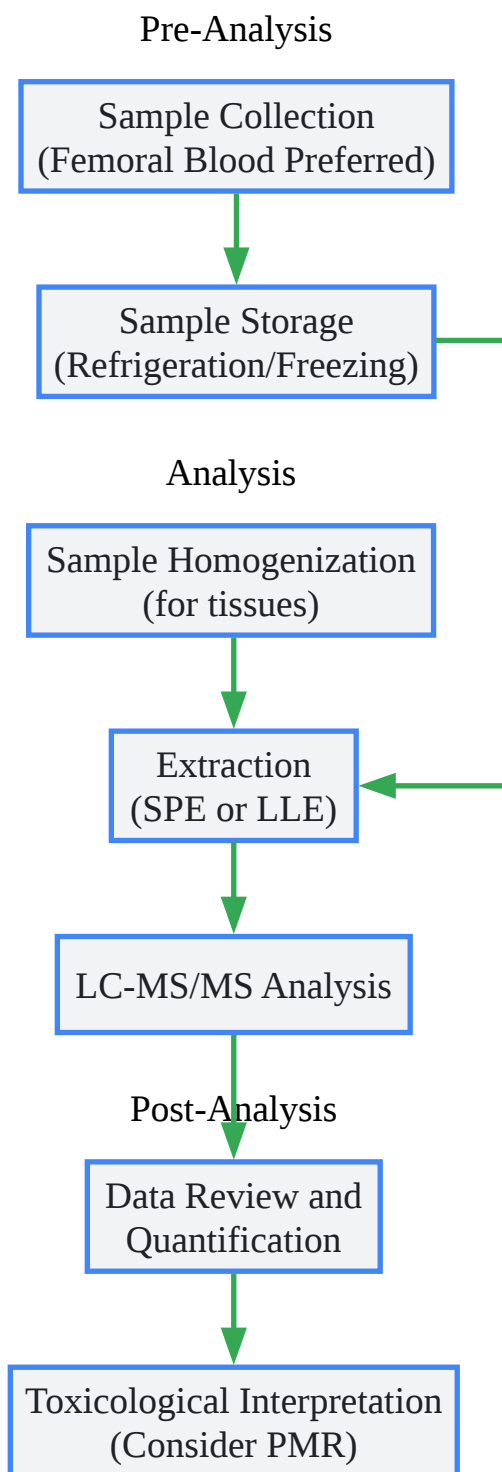 Pre-Analysis
Sample Collection
(Femoral Blood Preferred)
Sample Storage
(Refrigeration/Freezing)
Analysis
Sample Homogenization
(for tissues)
Extraction
(SPE or LLE)
LC-MS/MS Analysis
Post-Analysis
Data Review and
Quantification
Toxicological Interpretation
(Consider PMR)